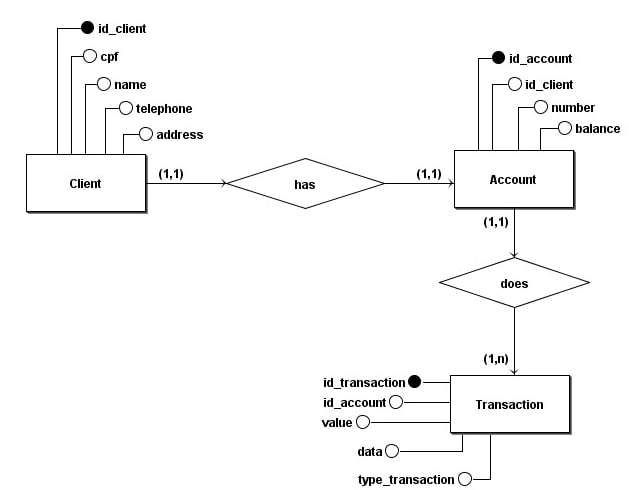 id_client
cpf
name
telephone
address
Client
(1,1)
has
(1,1)
id_account
id_client
number
balance
Account
(1,1)
does
(1,n)
id_transaction
id_account
value
data
type_transaction
Transaction